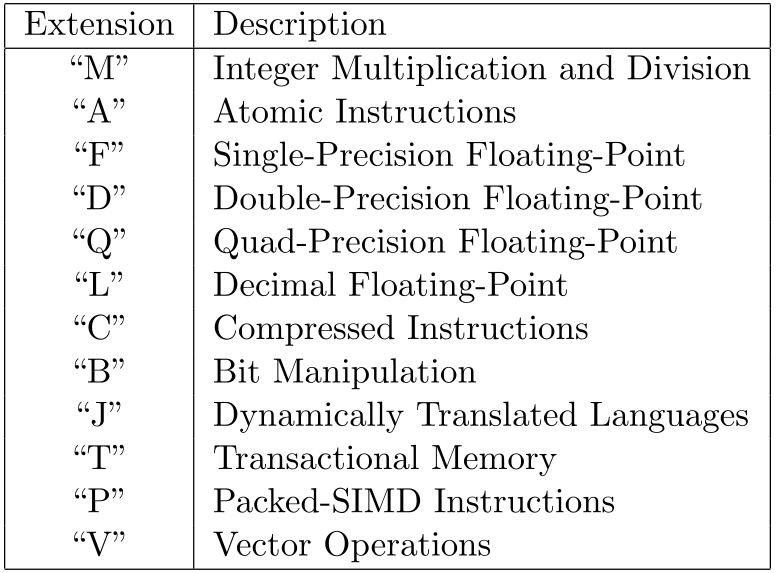 Extension Description
“M” Integer Multiplication and Division
“A” Atomic Instructions
“F” Single-Precision Floating-Point
“D” Double-Precision Floating-Point
“Q” Quad-Precision Floating-Point
“L” Decimal Floating-Point
“C” Compressed Instructions
“B” Bit Manipulation
“J” Dynamically Translated Languages
“T” Transactional Memory
“P” Packed-SIMD Instructions
“V” Vector Operations